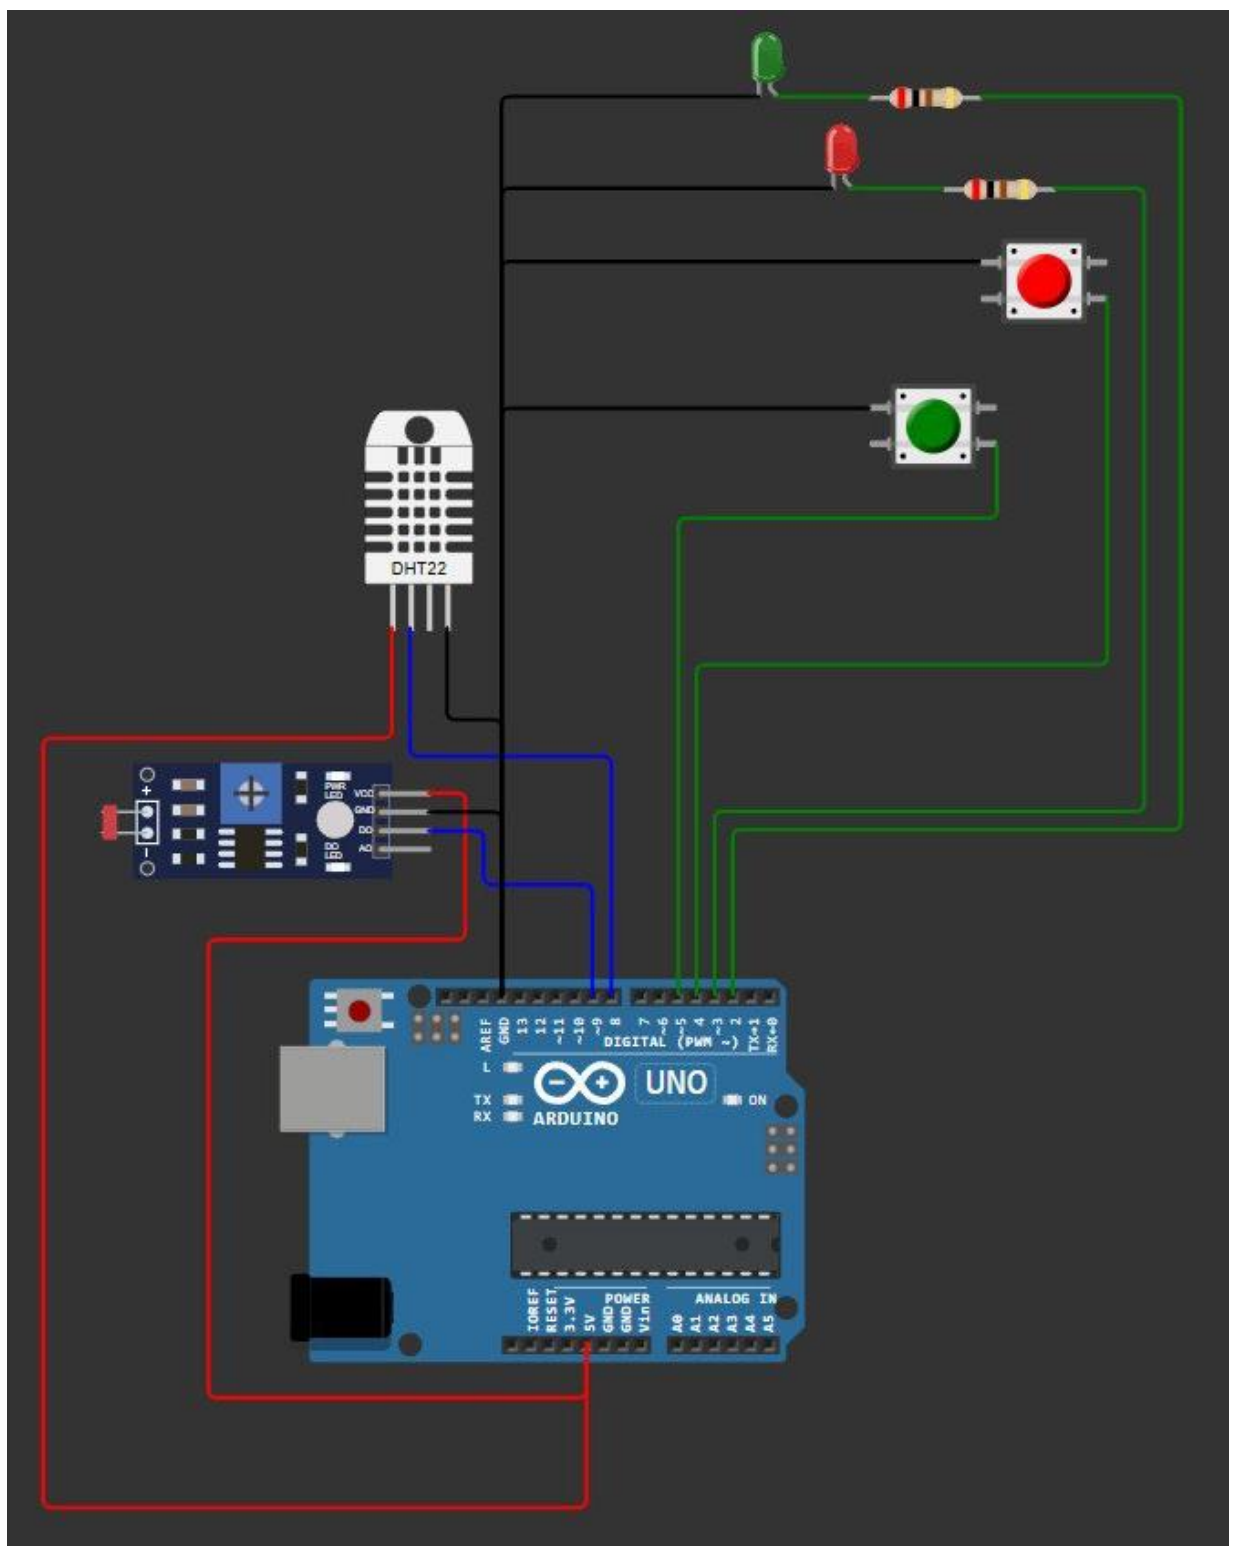 DHT22
+
PWR
LED
VCC
GND
DO
AO
DO
LED
-
AREF
GND
13
12
~11
~10
~9
8
7
~6
~5
4
~3
2
TX→1
RX←0
DIGITAL (PWM ~)
L
TX
RX
UNO
ON
ARDUINO
IOREF
RESET
3.3V
5V
GND
GND
Vin
POWER
ANALOG IN
A0
A1
A2
A3
A4
A5